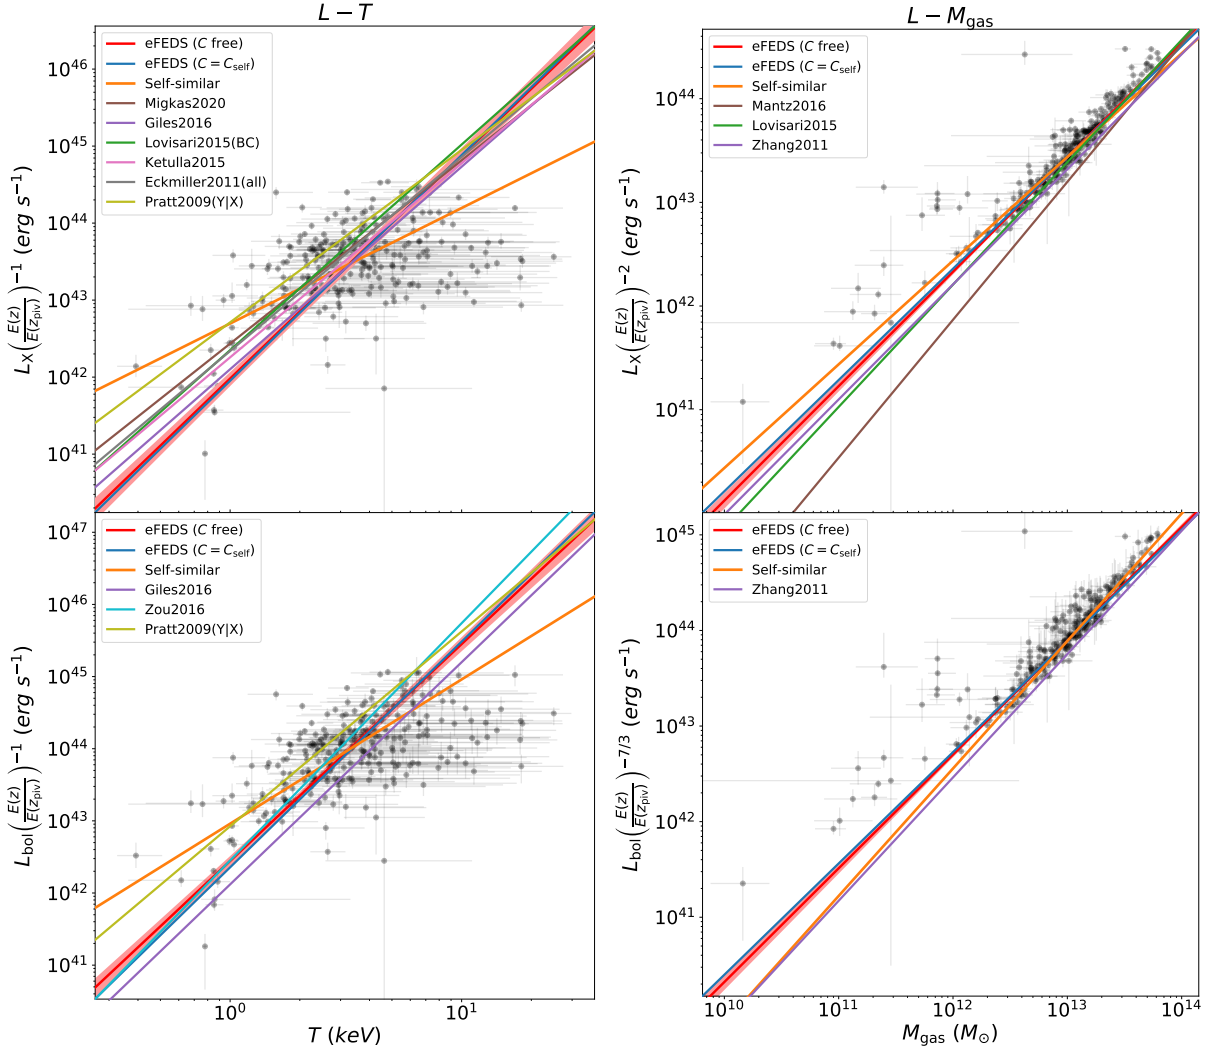 L − T
eFEDS (C free)
eFEDS (C = C_self)
Self-similar
Migkas2020
Giles2016
Lovisari2015(BC)
Ketulla2015
Eckmiller2011(all)
Pratt2009(Y|X)
10^46
10^45
10^44
10^43
10^42
10^41
L_X (E(z)/E(z_piv))^−1 (erg s^−1)
L − M_gas
eFEDS (C free)
eFEDS (C = C_self)
Self-similar
Mantz2016
Lovisari2015
Zhang2011
10^44
10^43
10^42
10^41
L_X (E(z)/E(z_piv))^−2 (erg s^−1)
eFEDS (C free)
eFEDS (C = C_self)
Self-similar
Giles2016
Zou2016
Pratt2009(Y|X)
10^47
10^46
10^45
10^44
10^43
10^42
10^41
L_bol (E(z)/E(z_piv))^−1 (erg s^−1)
10^0 10^1
T (keV)
eFEDS (C free)
eFEDS (C = C_self)
Self-similar
Zhang2011
10^45
10^44
10^43
10^42
10^41
L_bol (E(z)/E(z_piv))^−7/3 (erg s^−1)
10^10 10^11 10^12 10^13 10^14
M_gas (M_⊙)